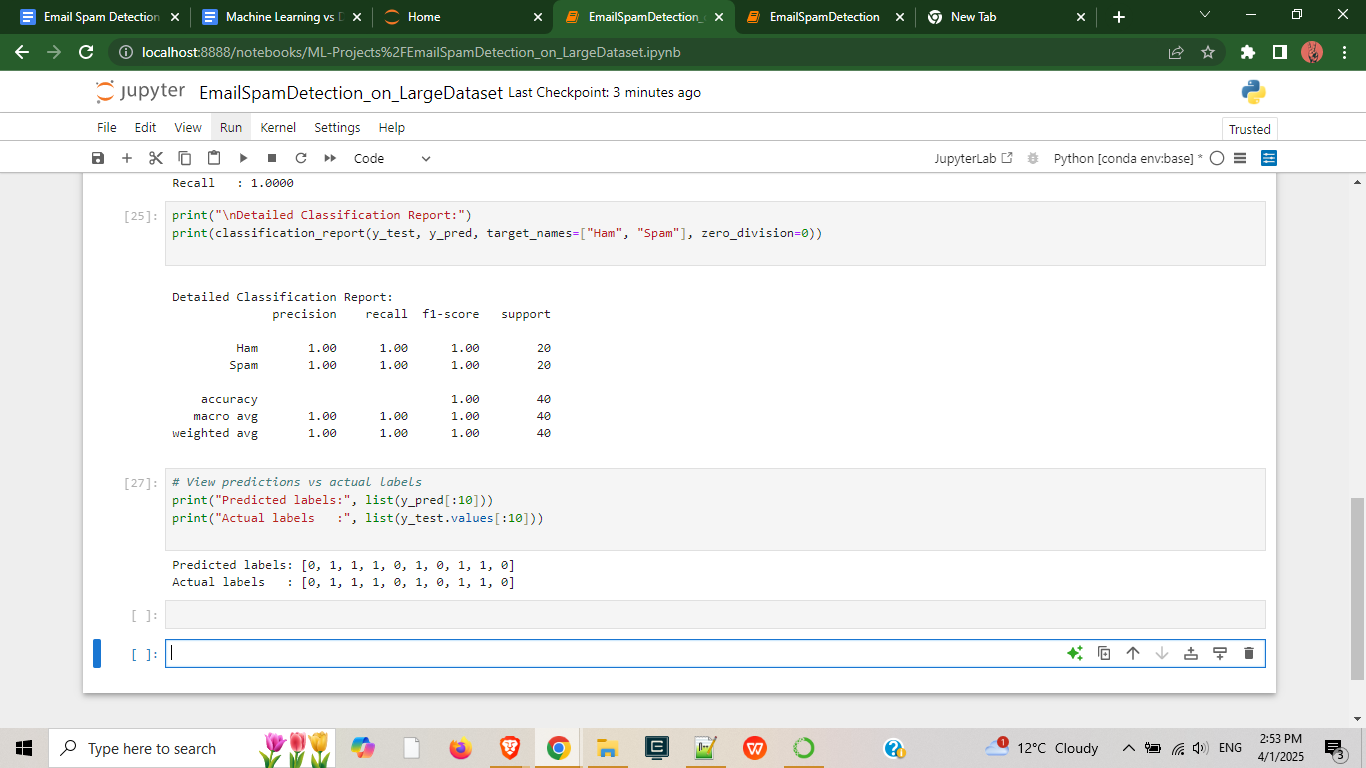 Email Spam Detection
Machine Learning vs D
Home
EmailSpamDetection_
EmailSpamDetection
New Tab
localhost:8888/notebooks/ML-Projects%2FEmailSpamDetection_on_LargeDataset.ipynb
jupyter EmailSpamDetection_on_LargeDataset Last Checkpoint: 3 minutes ago
File Edit View Run Kernel Settings Help
Trusted
Code
JupyterLab
Python [conda env:base] *
Recall   : 1.0000
[25]:
print("\nDetailed Classification Report:")
print(classification_report(y_test, y_pred, target_names=["Ham", "Spam"], zero_division=0))
Detailed Classification Report:
              precision    recall  f1-score   support
         Ham       1.00      1.00      1.00        20
        Spam       1.00      1.00      1.00        20
    accuracy                           1.00        40
   macro avg       1.00      1.00      1.00        40
weighted avg       1.00      1.00      1.00        40
[27]:
# View predictions vs actual labels
print("Predicted labels:", list(y_pred[:10]))
print("Actual labels   :", list(y_test.values[:10]))
Predicted labels: [0, 1, 1, 1, 0, 1, 0, 1, 1, 0]
Actual labels   : [0, 1, 1, 1, 0, 1, 0, 1, 1, 0]
[ ]:
[ ]:
Type here to search
1
12°C Cloudy
ENG
2:53 PM
4/1/2025
3